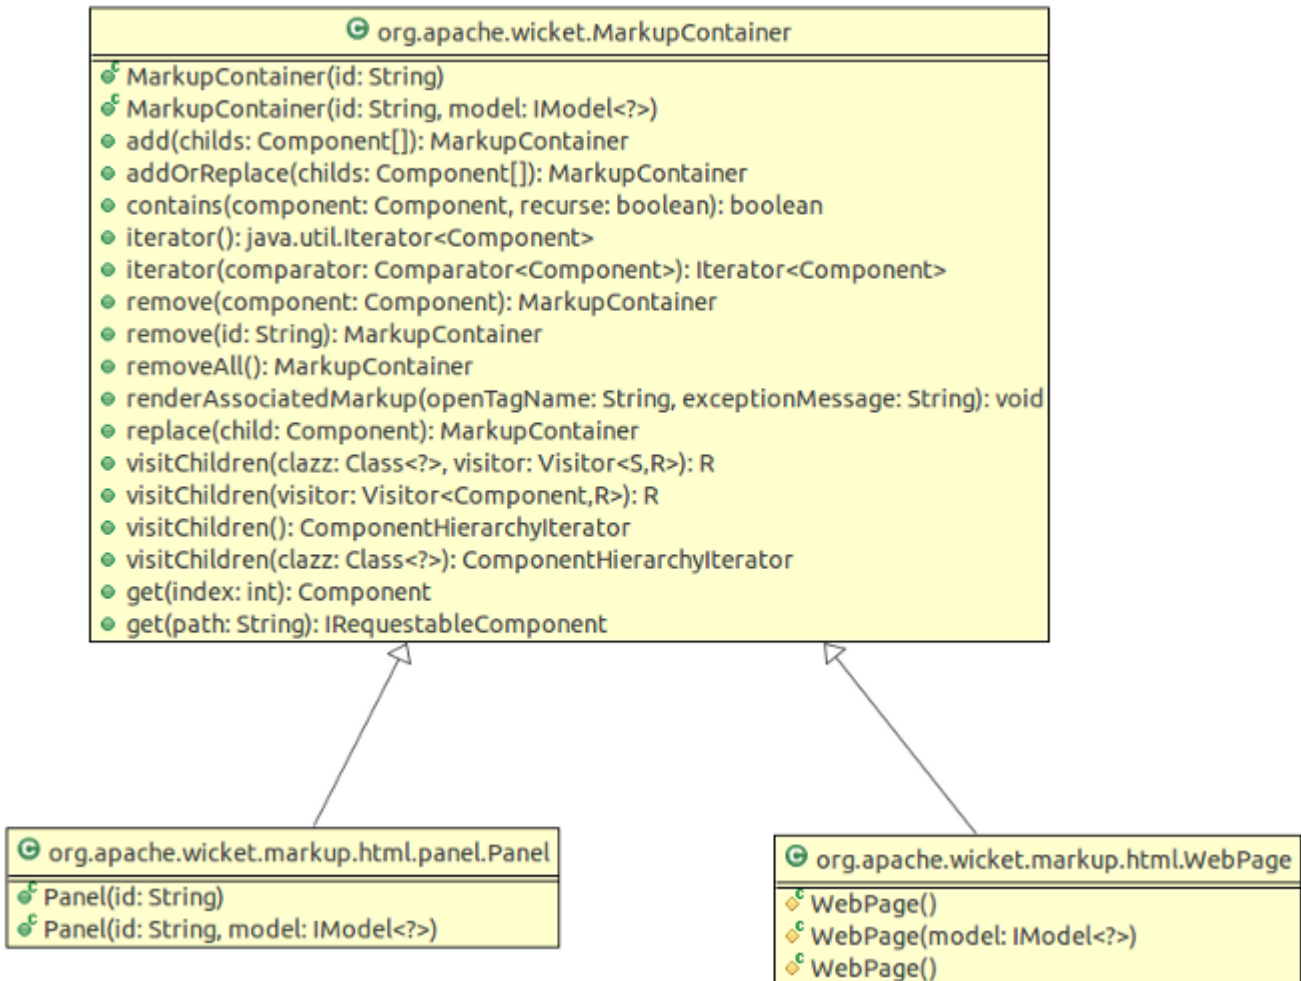 org.apache.wicket.MarkupContainer
MarkupContainer(id: String)
MarkupContainer(id: String, model: IModel<?>)
add(childs: Component[]): MarkupContainer
addOrReplace(childs: Component[]): MarkupContainer
contains(component: Component, recurse: boolean): boolean
iterator(): java.util.Iterator<Component>
iterator(comparator: Comparator<Component>): Iterator<Component>
remove(component: Component): MarkupContainer
remove(id: String): MarkupContainer
removeAll(): MarkupContainer
renderAssociatedMarkup(openTagName: String, exceptionMessage: String): void
replace(child: Component): MarkupContainer
visitChildren(clazz: Class<?>, visitor: Visitor<S,R>): R
visitChildren(visitor: Visitor<Component,R>): R
visitChildren(): ComponentHierarchyIterator
visitChildren(clazz: Class<?>): ComponentHierarchyIterator
get(index: int): Component
get(path: String): IRequestableComponent
org.apache.wicket.markup.html.panel.Panel
Panel(id: String)
Panel(id: String, model: IModel<?>)
org.apache.wicket.markup.html.WebPage
WebPage()
WebPage(model: IModel<?>)
WebPage()